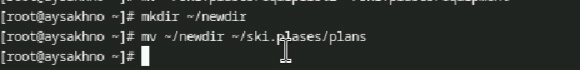 [root@aysakhno ~]# mkdir ~/newdir
[root@aysakhno ~]# mv ~/newdir ~/ski.plases/plans
[root@aysakhno ~]#